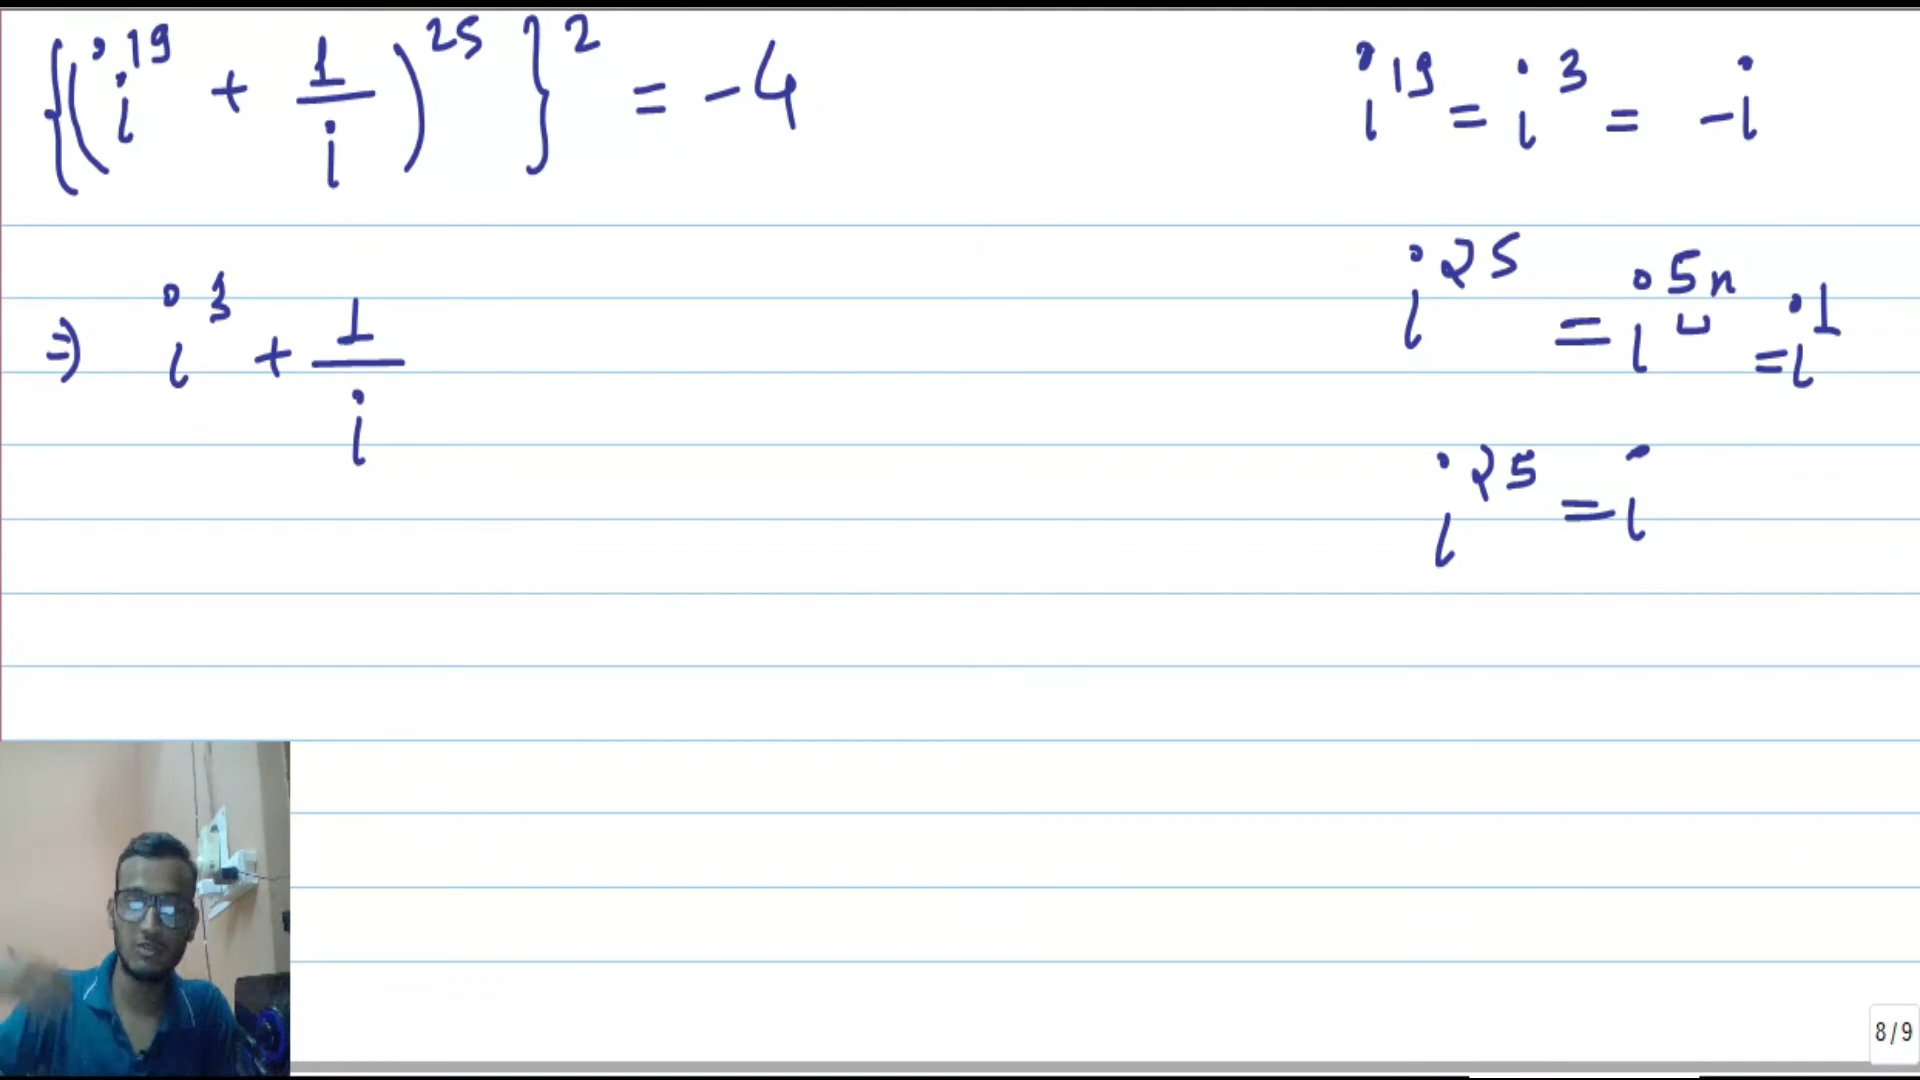 {(i^19 + 1/i)^25}^2 = -4
i^19 = i^3 = -i
i^25 = i^5n = i^1
⇒ i^3 + 1/i
i^25 = i
8/9